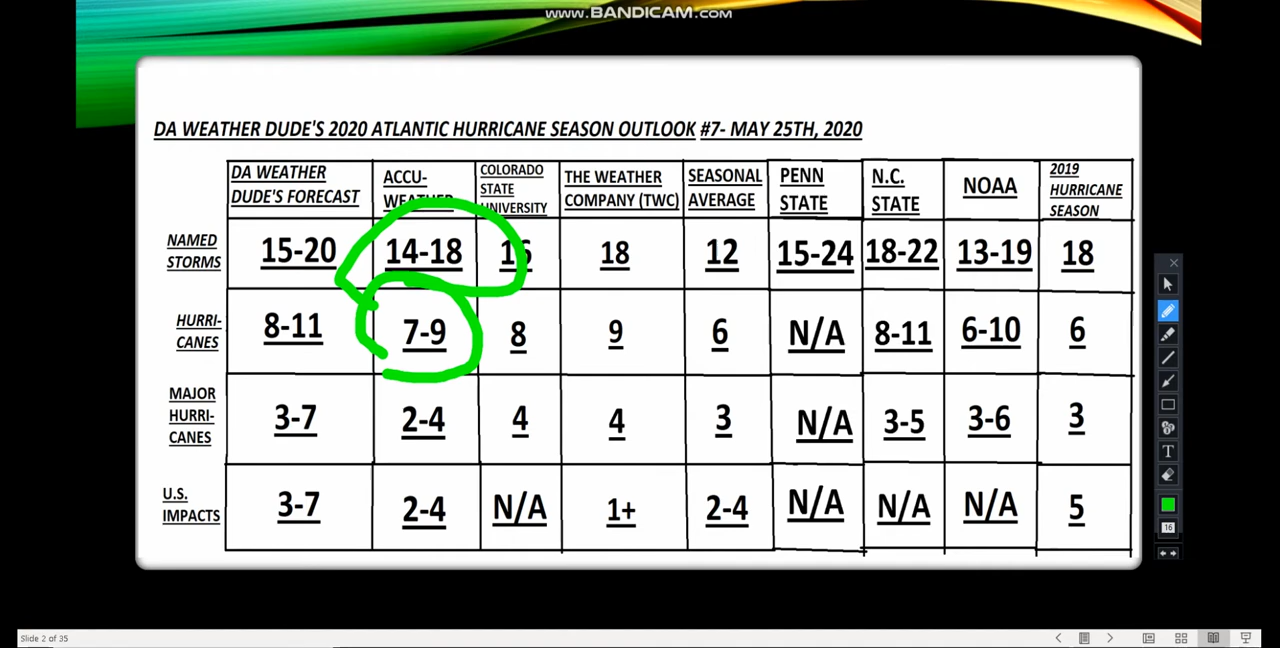 WWW.BANDICAM.COM
DA WEATHER DUDE'S 2020 ATLANTIC HURRICANE SEASON OUTLOOK #7- MAY 25TH, 2020
DA WEATHER
DUDE'S FORECAST
ACCU-
WEATHER
COLORADO
STATE
UNIVERSITY
THE WEATHER
COMPANY (TWC)
SEASONAL
AVERAGE
PENN
STATE
N.C.
STATE
NOAA
2019
HURRICANE
SEASON
NAMED
STORMS
15-20
14-18
16
18
12
15-24
18-22
13-19
18
HURRI-
CANES
8-11
7-9
8
9
6
N/A
8-11
6-10
6
MAJOR
HURRI-
CANES
3-7
2-4
4
4
3
N/A
3-5
3-6
3
U.S.
IMPACTS
3-7
2-4
N/A
1+
2-4
N/A
N/A
N/A
5
T
16
Slide 2 of 35